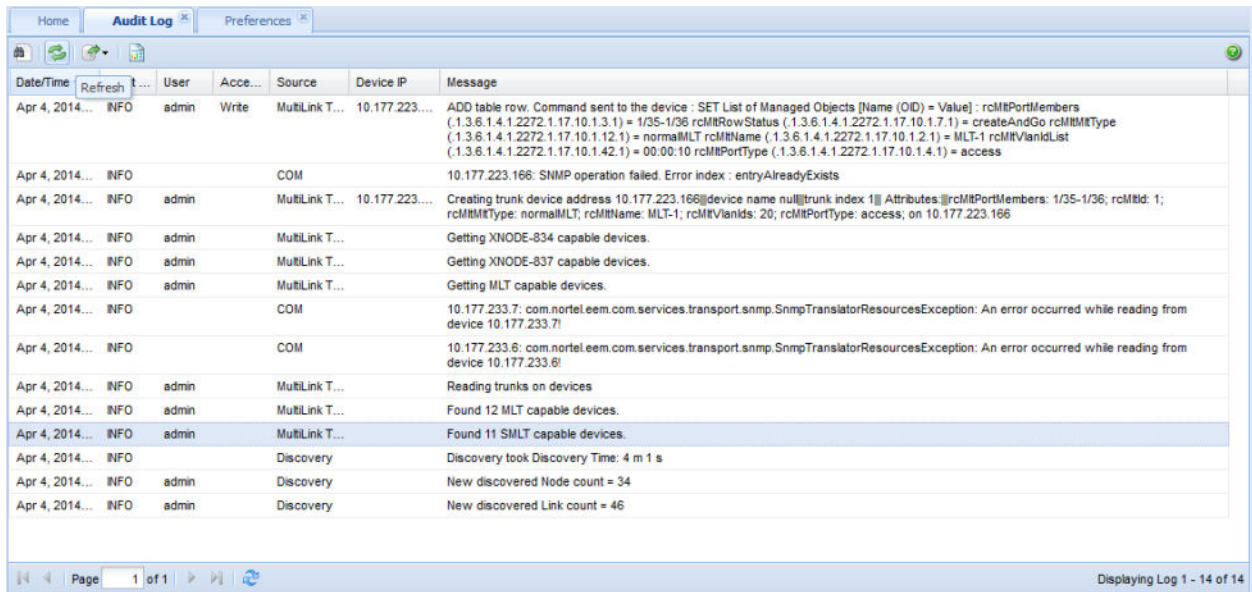 Home Audit Log Preferences
Date/Time t ... User Acce... Source Device IP Message
Refresh
Apr 4, 2014... INFO admin Write MultiLink T... 10.177.223.... ADD table row. Command sent to the device : SET List of Managed Objects [Name (OID) = Value] : rcMltPortMembers
(.1.3.6.1.4.1.2272.1.17.10.1.3.1) = 1/35-1/36 rcMltRowStatus (.1.3.6.1.4.1.2272.1.17.10.1.7.1) = createAndGo rcMltMltType
(.1.3.6.1.4.1.2272.1.17.10.1.12.1) = normalMLT rcMltName (.1.3.6.1.4.1.2272.1.17.10.1.2.1) = MLT-1 rcMltVlanIdList
(.1.3.6.1.4.1.2272.1.17.10.1.42.1) = 00:00:10 rcMltPortType (.1.3.6.1.4.1.2272.1.17.10.1.4.1) = access
Apr 4, 2014... INFO COM 10.177.223.166: SNMP operation failed. Error index : entryAlreadyExists
Apr 4, 2014... INFO admin MultiLink T... 10.177.223.... Creating trunk device address 10.177.223.166|||device name null|||trunk index 1||| Attributes:|||rcMltPortMembers: 1/35-1/36; rcMltId: 1;
rcMltMltType: normalMLT; rcMltName: MLT-1; rcMltVlanIds: 20; rcMltPortType: access; on 10.177.223.166
Apr 4, 2014... INFO admin MultiLink T... Getting XNODE-834 capable devices.
Apr 4, 2014... INFO admin MultiLink T... Getting XNODE-837 capable devices.
Apr 4, 2014... INFO admin MultiLink T... Getting MLT capable devices.
Apr 4, 2014... INFO COM 10.177.233.7: com.nortel.eem.com.services.transport.snmp.SnmpTranslatorResourcesException: An error occurred while reading from
device 10.177.233.7!
Apr 4, 2014... INFO COM 10.177.233.6: com.nortel.eem.com.services.transport.snmp.SnmpTranslatorResourcesException: An error occurred while reading from
device 10.177.233.6!
Apr 4, 2014... INFO admin MultiLink T... Reading trunks on devices
Apr 4, 2014... INFO admin MultiLink T... Found 12 MLT capable devices.
Apr 4, 2014... INFO admin MultiLink T... Found 11 SMLT capable devices.
Apr 4, 2014... INFO Discovery Discovery took Discovery Time: 4 m 1 s
Apr 4, 2014... INFO admin Discovery New discovered Node count = 34
Apr 4, 2014... INFO admin Discovery New discovered Link count = 46
Page 1 of 1 Displaying Log 1 - 14 of 14